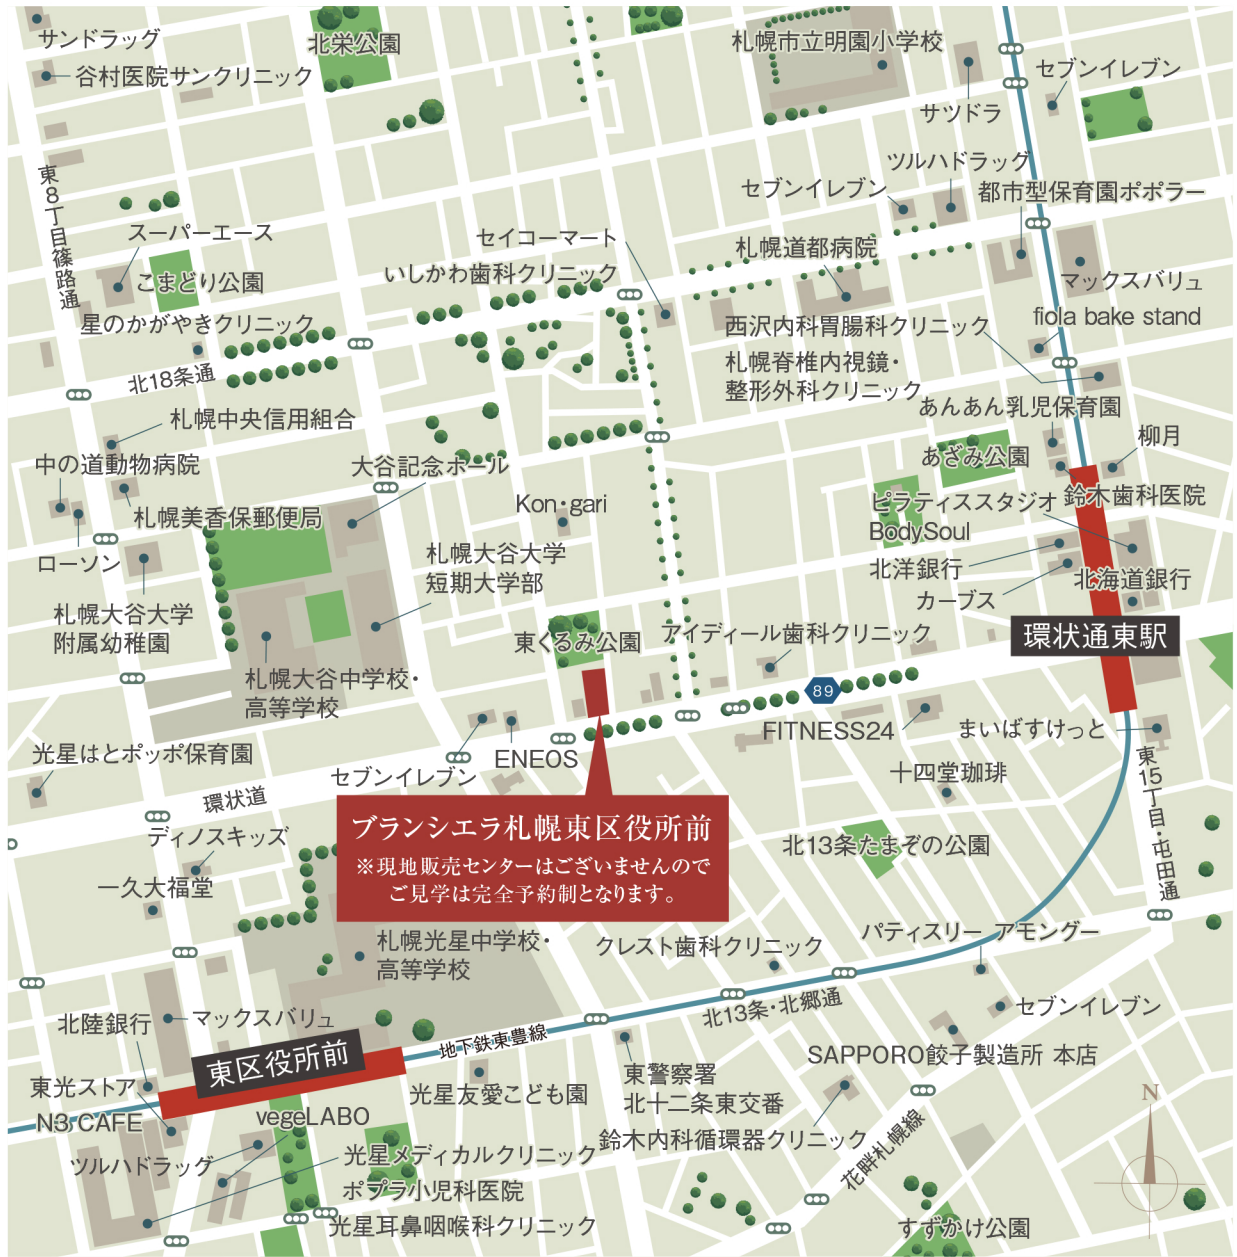 サンドラッグ
谷村医院サンクリニック
北栄公園
札幌市立明園小学校
サツドラ
セブンイレブン
ツルハドラッグ
セブンイレブン
都市型保育園ポポラー
東8丁目篠路通
スーパーエース
こまどり公園
星のかがやきクリニック
セイコーマート
いしかわ歯科クリニック
札幌道都病院
マックスバリュ
fiola bake stand
西沢内科胃腸科クリニック
札幌脊椎内視鏡・
整形外科クリニック
北18条通
札幌中央信用組合
あんあん乳児保育園
柳月
あざみ公園
中の道動物病院
大谷記念ホール
札幌美香保郵便局
Kon・gari
ピラティススタジオ
BodySoul
鈴木歯科医院
ローソン
札幌大谷大学
短期大学部
北洋銀行
カーブス
北海道銀行
札幌大谷大学
附属幼稚園
東くるみ公園
アイディール歯科クリニック
環状通東駅
札幌大谷中学校・
高等学校
89
FITNESS24
まいばすけっと
光星はとポッポ保育園
セブンイレブン
ENEOS
十四堂珈琲
東15丁目・屯田通
環状道
ディノスキッズ
ブランシエラ札幌東区役所前
※現地販売センターはございませんので
ご見学は完全予約制となります。
北13条たまぞの公園
一久大福堂
札幌光星中学校・
高等学校
クレスト歯科クリニック
パティスリー アモングー
北13条・北郷通
セブンイレブン
北陸銀行
マックスバリュ
東区役所前
地下鉄東豊線
SAPPORO餃子製造所 本店
東光ストア
N3 CAFE
vegeLABO
光星友愛こども園
東警察署
北十二条東交番
鈴木内科循環器クリニック
花畔札幌線
N
ツルハドラッグ
光星メディカルクリニック
ポプラ小児科医院
光星耳鼻咽喉科クリニック
すずかけ公園